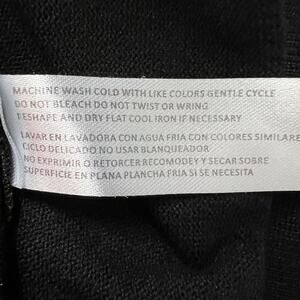 MACHINE WASH COLD WITH LIKE COLORS GENTLE CYCLE
DO NOT BLEACH DO NOT TWIST OR WRING
RESHAPE AND DRY FLAT COOL IRON IF NECESSARY
LAVAR EN LAVADORA CON AGUA FRIA CON COLORES SIMILARE
CICLO DELICADO NO USAR BLANQUEADOR
NO EXPRIMIR O RETORCER RECOMODE Y SECAR SOBRE
SUPERFICIE EN PLANA PLANCHA FRIA SI SE NECESITA